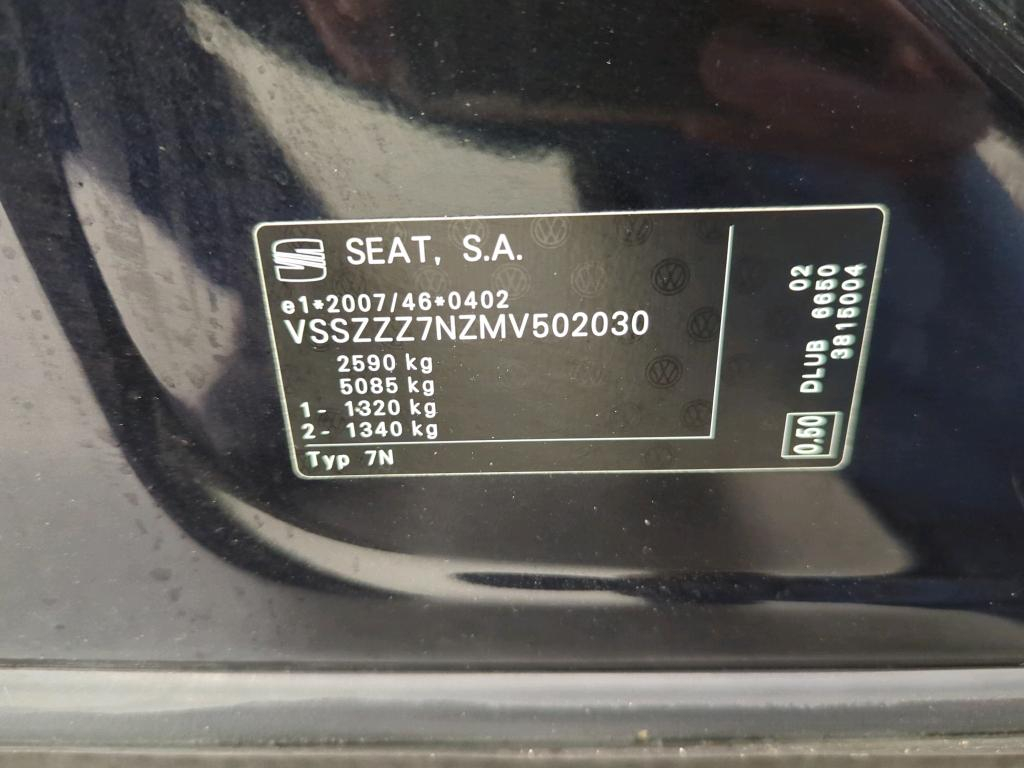 SEAT, S.A.
e1*2007/46*0402
VSSZZZ7NZMV502030
2590 kg
5085 kg
1- 1320 kg
2- 1340 kg
Typ 7N
02
DLUB 6650
3815004
0.50